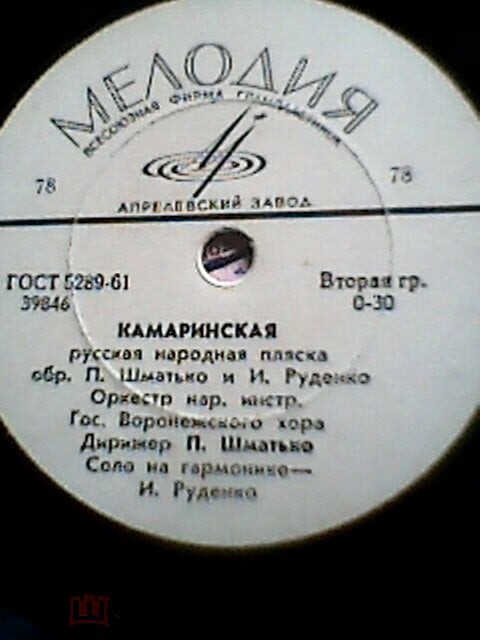 МЕЛОДИЯ
ВСЕСОЮЗНАЯ ФИРМА ГРАМПЛАСТИНОК
78
78
АПРЕЛЕВСКИЙ ЗАВОД
ГОСТ 5289-61
Вторая гр.
39846
0-30
КАМАРИНСКАЯ
русская народная пляска
обр. П. Шматько и И. Руденко
Оркестр нар. инстр.
Гос. Воронежского хора
Дирижер П. Шматько
Соло на гармонике—
И. Руденко